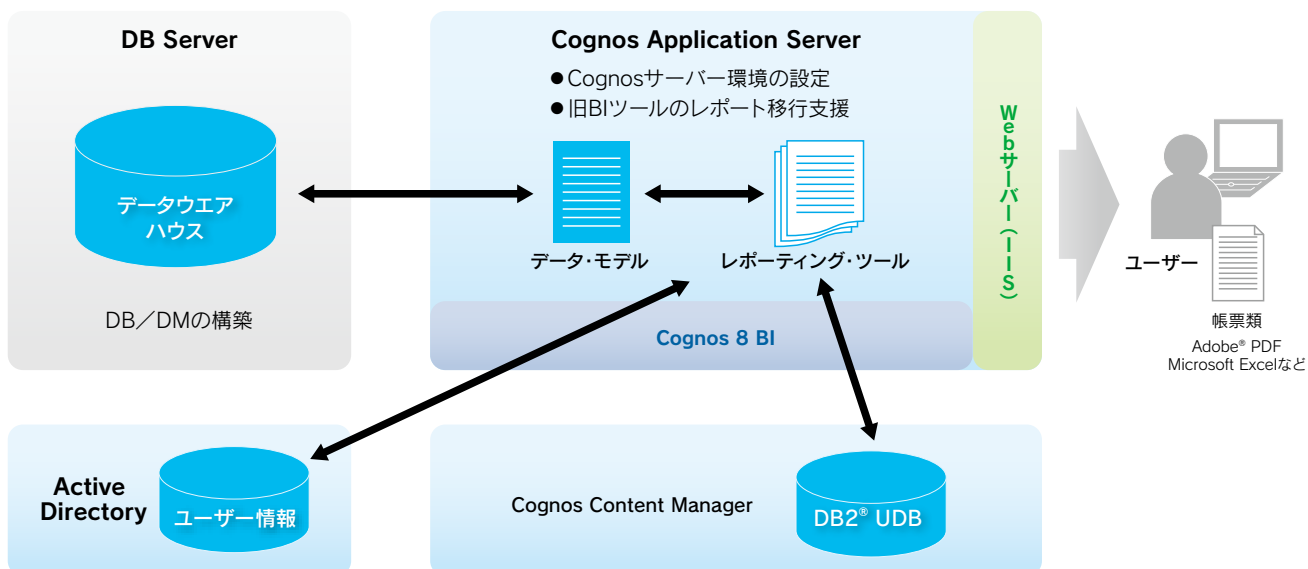 DB Server
データウエア
ハウス
DB／DMの構築
Cognos Application Server
●Cognosサーバー環境の設定
●旧BIツールのレポート移行支援
データ・モデル
レポーティング・ツール
Cognos 8 BI
Webサーバー（IIS）
ユーザー
帳票類
Adobe® PDF
Microsoft Excelなど
Active
Directory
ユーザー情報
Cognos Content Manager
DB2® UDB